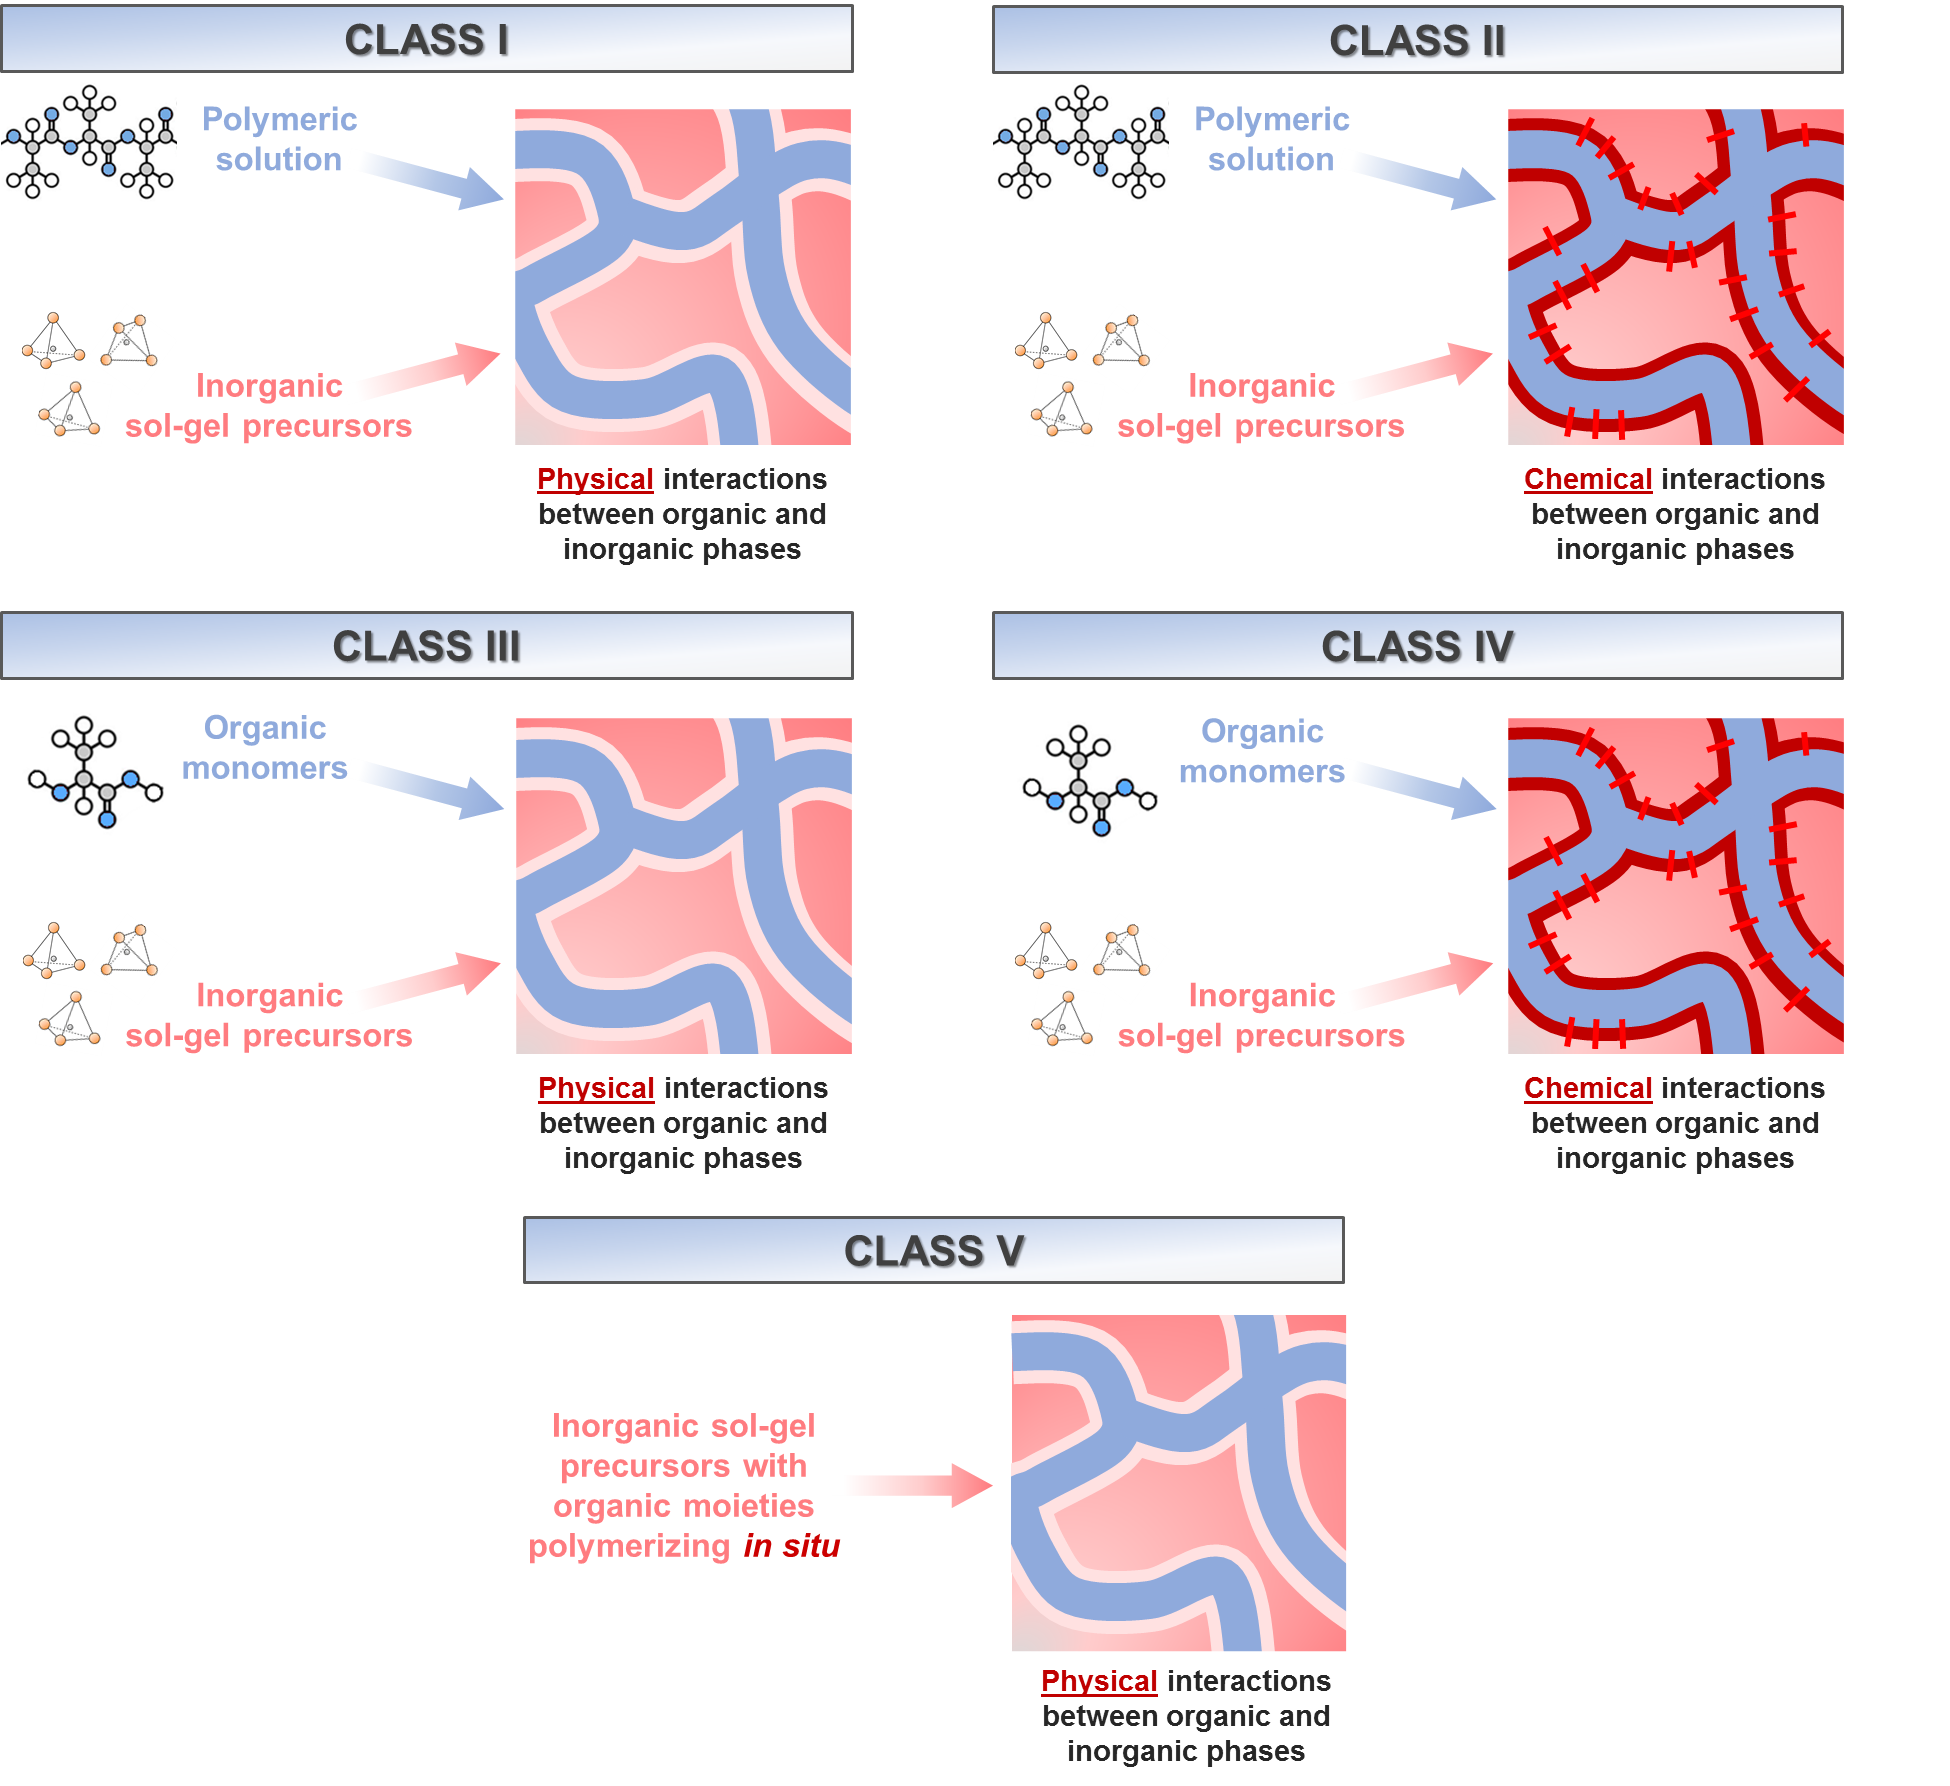 CLASS I
Polymeric
solution
Inorganic
sol-gel precursors
Physical interactions
between organic and
inorganic phases
CLASS II
Polymeric
solution
Inorganic
sol-gel precursors
Chemical interactions
between organic and
inorganic phases
CLASS III
Organic
monomers
Inorganic
sol-gel precursors
Physical interactions
between organic and
inorganic phases
CLASS IV
Organic
monomers
Inorganic
sol-gel precursors
Chemical interactions
between organic and
inorganic phases
CLASS V
Inorganic sol-gel
precursors with
organic moieties
polymerizing in situ
Physical interactions
between organic and
inorganic phases